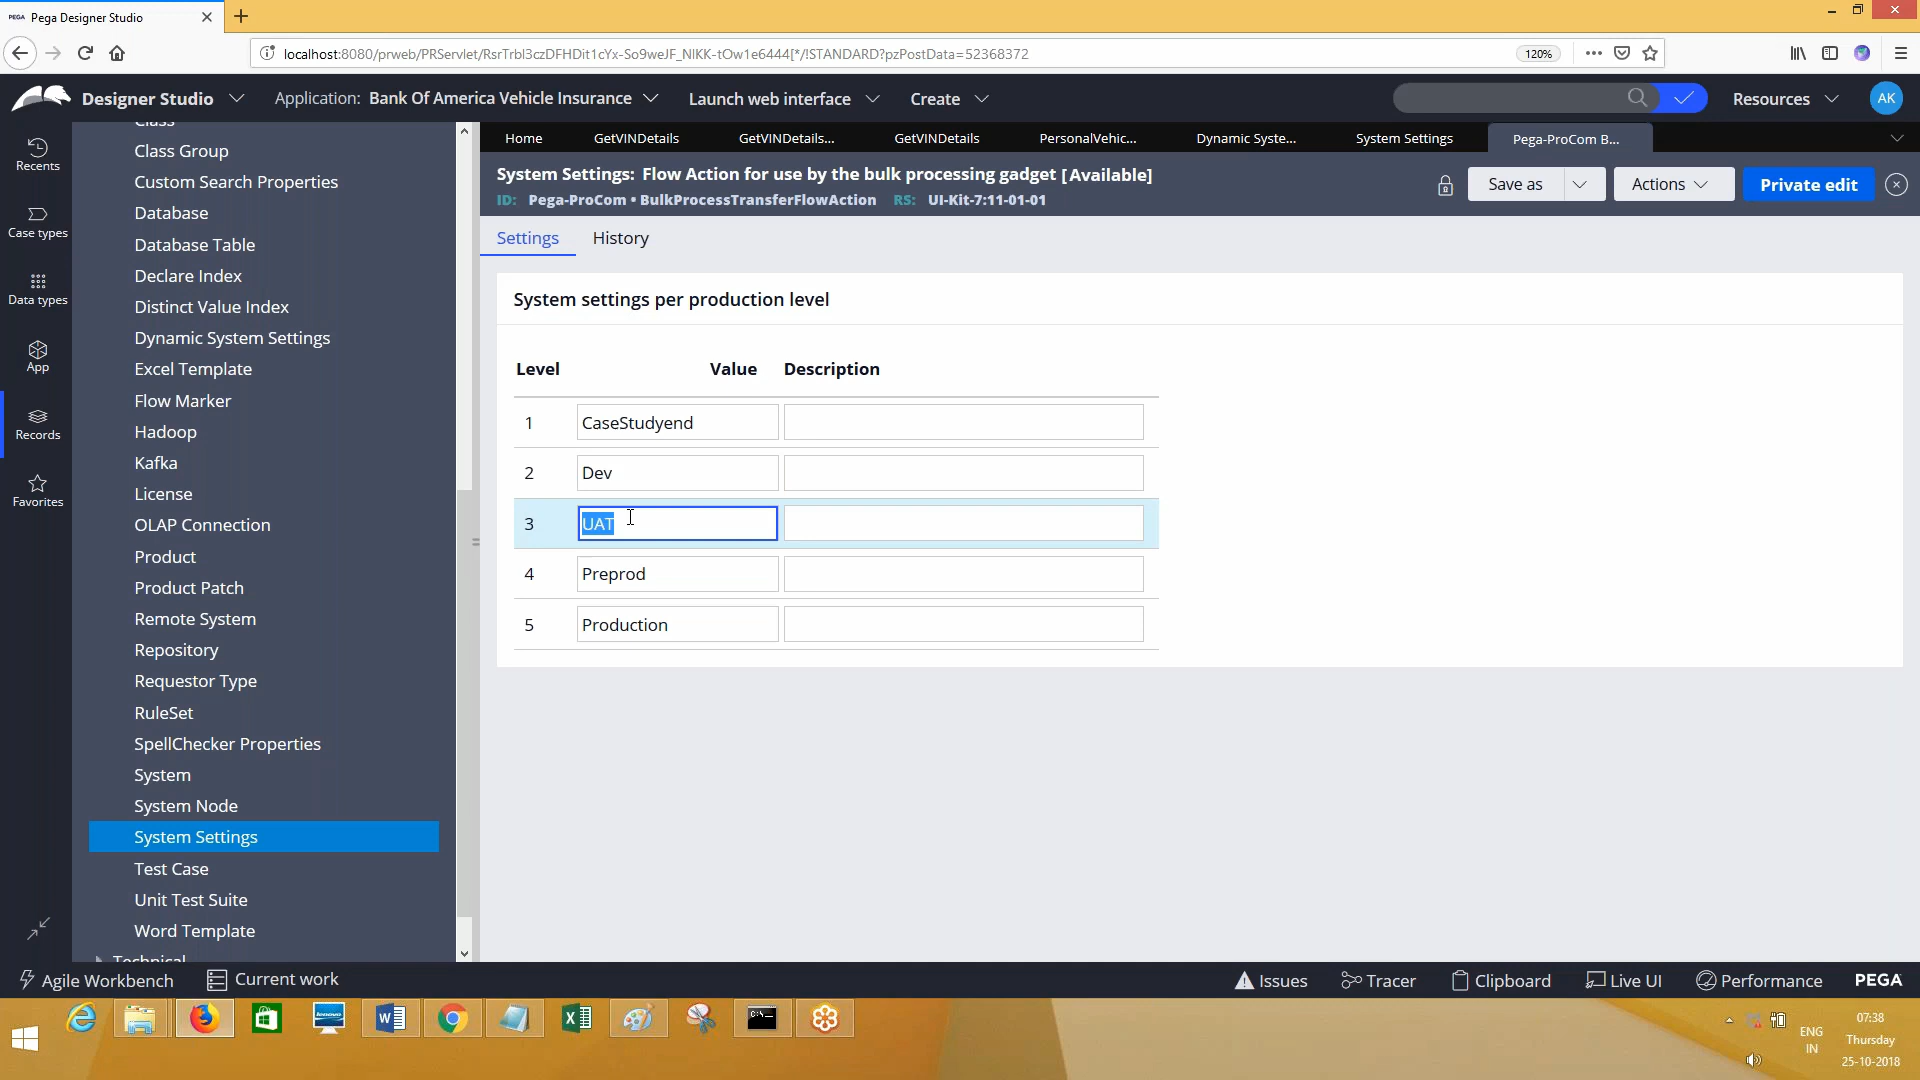 PEGA Pega Designer Studio
localhost:8080/prweb/PRServlet/RsrTrbl3czDFHDit1cYx-So9weJF_NIKK-tOw1e6444[*/!STANDARD?pzPostData=52368372
120%
Designer Studio
Application: Bank Of America Vehicle Insurance
Launch web interface
Create
Resources
AK
Recents
Case types
Data types
App
Records
Favorites
Class
Class Group
Custom Search Properties
Database
Database Table
Declare Index
Distinct Value Index
Dynamic System Settings
Excel Template
Flow Marker
Hadoop
Kafka
License
OLAP Connection
Product
Product Patch
Remote System
Repository
Requestor Type
RuleSet
SpellChecker Properties
System
System Node
System Settings
Test Case
Unit Test Suite
Word Template
Technical
Home
GetVINDetails
GetVINDetails...
GetVINDetails
PersonalVehic...
Dynamic Syste...
System Settings
Pega-ProCom B...
System Settings: Flow Action for use by the bulk processing gadget [Available]
ID: Pega-ProCom • BulkProcessTransferFlowAction RS: UI-Kit-7:11-01-01
Save as
Actions
Private edit
Settings
History
System settings per production level
Level Value Description
1 CaseStudyend
2 Dev
3 UAT
4 Preprod
5 Production
Agile Workbench
Current work
Issues
Tracer
Clipboard
Live UI
Performance
PEGA
lenovo
ENG
IN
07:38
Thursday
25-10-2018